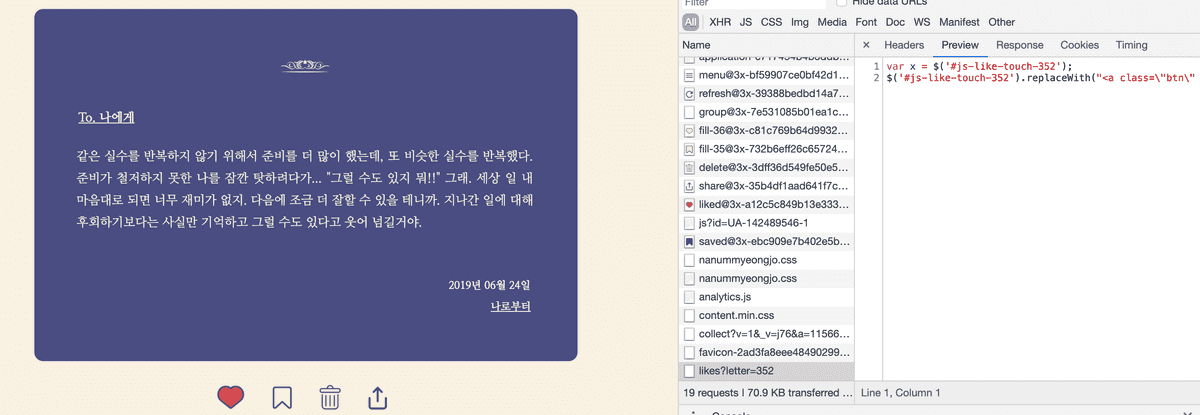 To. 나에게
같은 실수를 반복하지 않기 위해서 준비를 더 많이 했는데, 또 비슷한 실수를 반복했다.
준비가 철저하지 못한 나를 잠깐 탓하려다가... "그럴 수도 있지 뭐!!" 그래. 세상 일 내
마음대로 되면 너무 재미가 없지. 다음에 조금 더 잘할 수 있을 테니까. 지나간 일에 대해
후회하기보다는 사실만 기억하고 그럴 수도 있다고 웃어 넘길거야.
2019년 06월 24일
나로부터
Filter
Hide data URLs
All XHR JS CSS Img Media Font Doc WS Manifest Other
Name
menu@3x-bf59907ce0bf42d1...
refresh@3x-39388bedbd14a7...
group@3x-7e531085b01ea1c...
fill-36@3x-c81c769b64d9932...
fill-35@3x-732b6eff26c65724...
delete@3x-3dff36d549fe50e5...
share@3x-35b4df1aad641f7c...
liked@3x-a12c5c849b13e333...
js?id=UA-142489546-1
saved@3x-ebc909e7b402e5b...
nanummyeongjo.css
nanummyeongjo.css
analytics.js
content.min.css
collect?v=1&_v=j76&a=11566...
favicon-2ad3fa8eee48490299...
likes?letter=352
19 requests | 70.9 KB transferred ...
× Headers Preview Response Cookies Timing
1 var x = $('#js-like-touch-352');
2 $('#js-like-touch-352').replaceWith("<a class=\"btn\"
Line 1, Column 1
Console